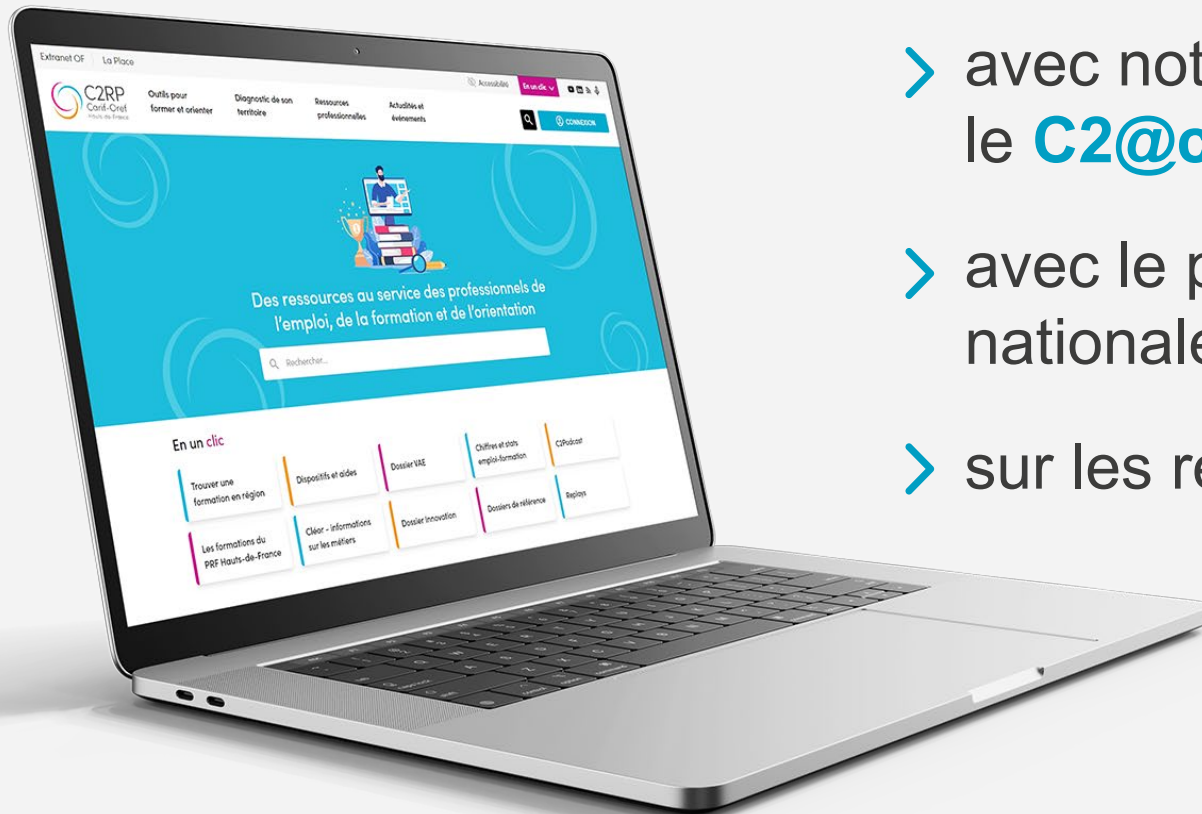 Extranet OF
La Place
Accessibilité
En un clic
C2RP
Carif-Oref
Hauts-de-France
Outils pour
former et orienter
Diagnostic de son
territoire
Ressources
professionnelles
Actualités et
événements
CONNEXION
Des ressources au service des professionnels de
l'emploi, de la formation et de l'orientation
Rechercher...
En un clic
Trouver une
formation en région
Dispositifs et aides
Dossier VAE
Chiffres et stats
emploi-formation
C2Podcast
Les formations du
PRF Hauts-de-France
Cléor - informations
sur les métiers
Dossier Innovation
Dossiers de référence
Replays
avec not
le C2@c
avec le p
nationale
sur les re